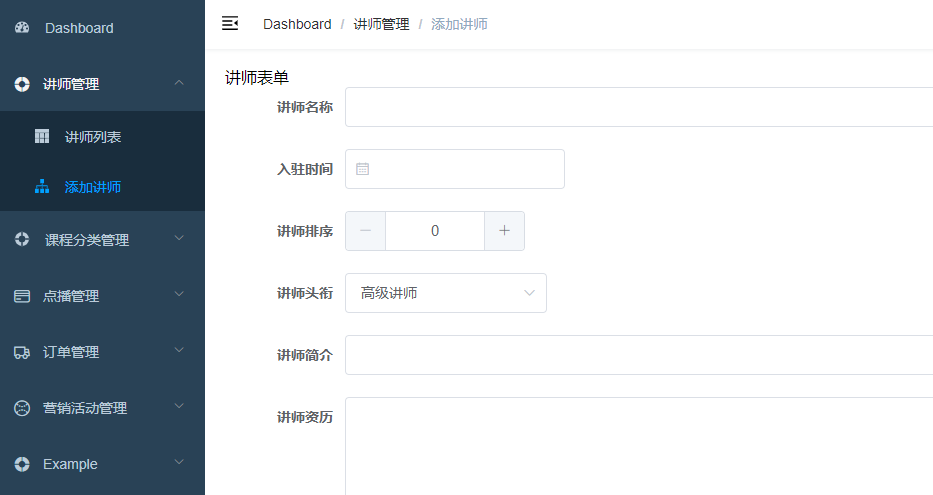 Dashboard
讲师管理
讲师列表
添加讲师
课程分类管理
点播管理
订单管理
营销活动管理
Example
Dashboard / 讲师管理 / 添加讲师
讲师表单
讲师名称
入驻时间
讲师排序 0
讲师头衔 高级讲师
讲师简介
讲师资历